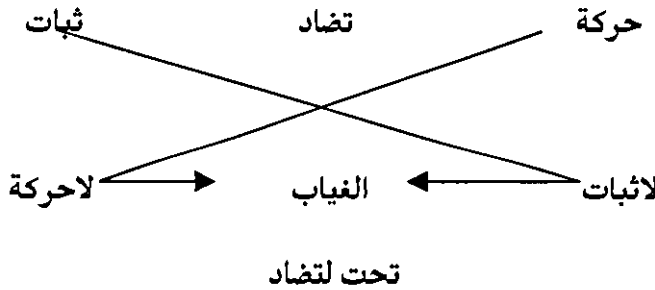 حركة تضاد ثبات
لاثبات الغياب لاحركة
تحت لتضاد